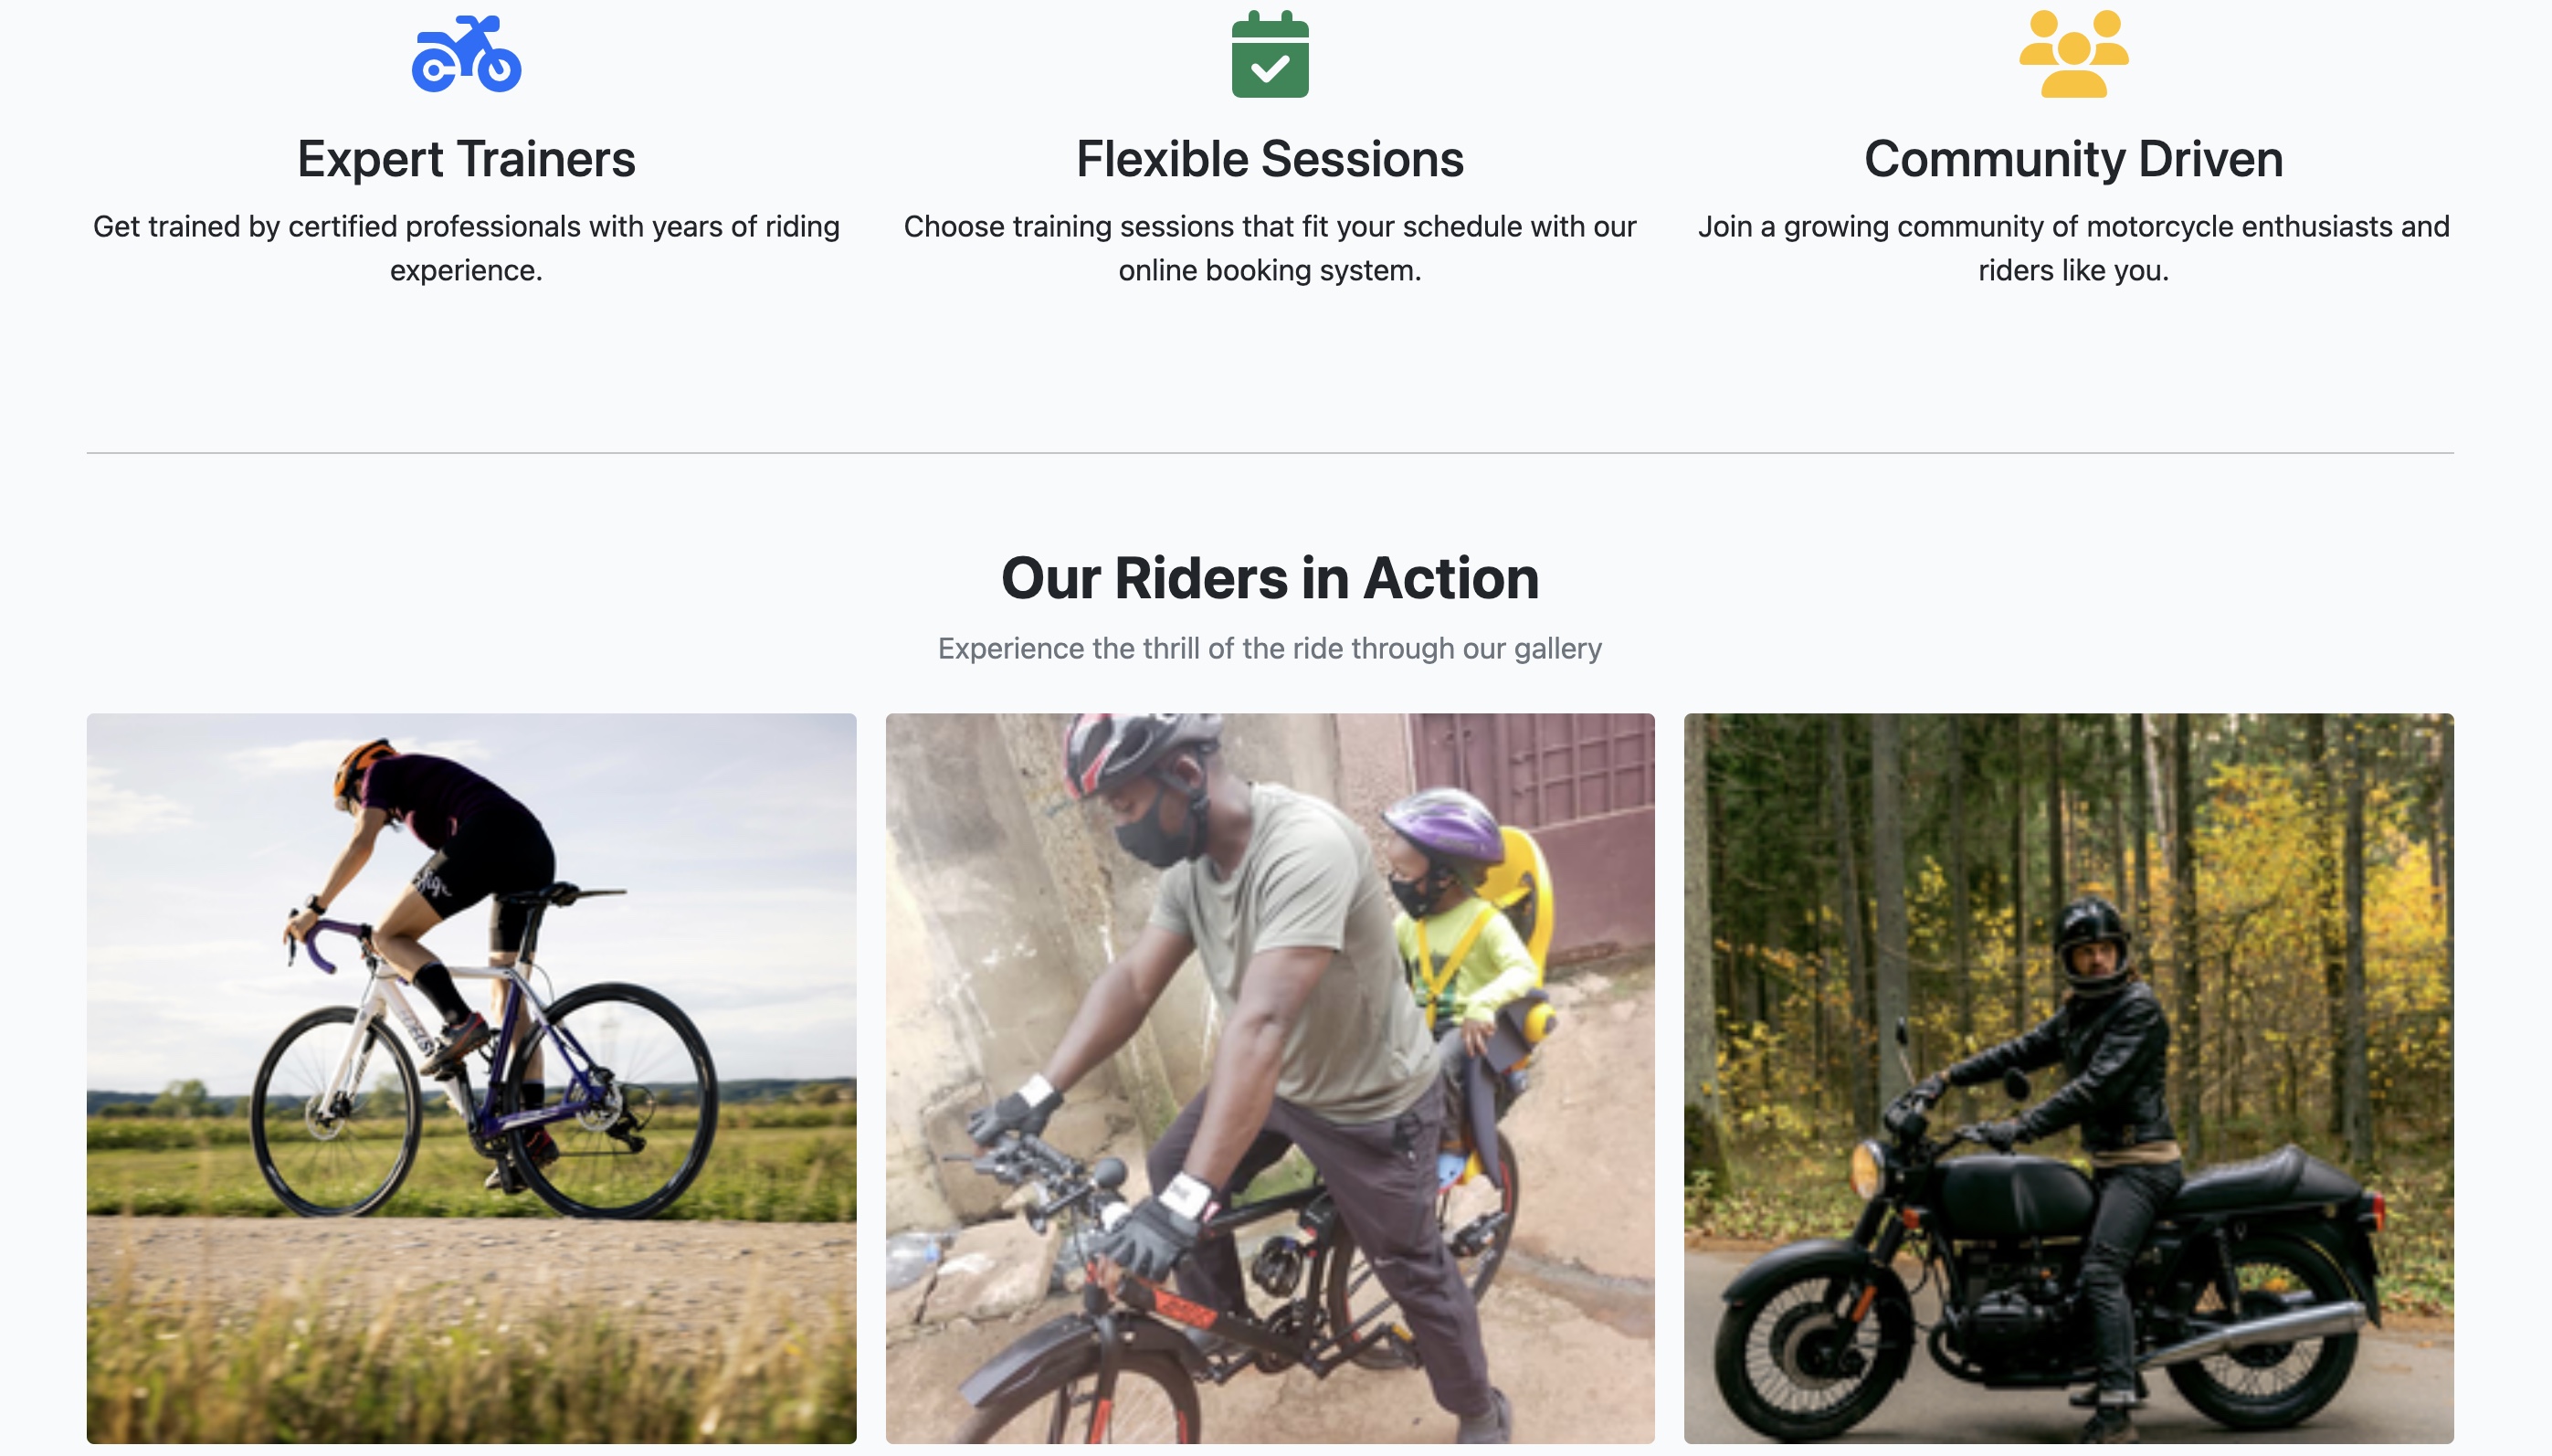 Expert Trainers
Get trained by certified professionals with years of riding
experience.
Flexible Sessions
Choose training sessions that fit your schedule with our
online booking system.
Community Driven
Join a growing community of motorcycle enthusiasts and
riders like you.
Our Riders in Action
Experience the thrill of the ride through our gallery